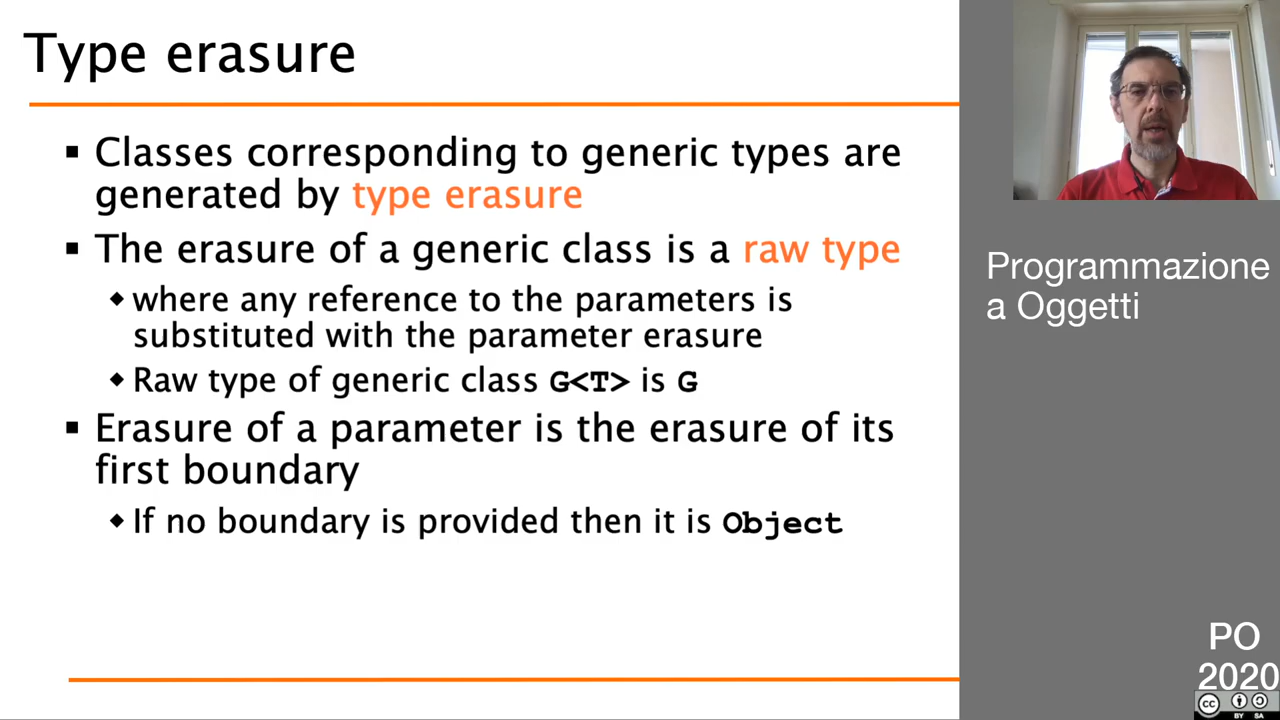 Type erasure
▪ Classes corresponding to generic types are
generated by type erasure
▪ The erasure of a generic class is a raw type
◆ where any reference to the parameters is
substituted with the parameter erasure
◆ Raw type of generic class G<T> is G
▪ Erasure of a parameter is the erasure of its
first boundary
◆ If no boundary is provided then it is Object
Programmazione
a Oggetti
PO
2020
cc
BY SA